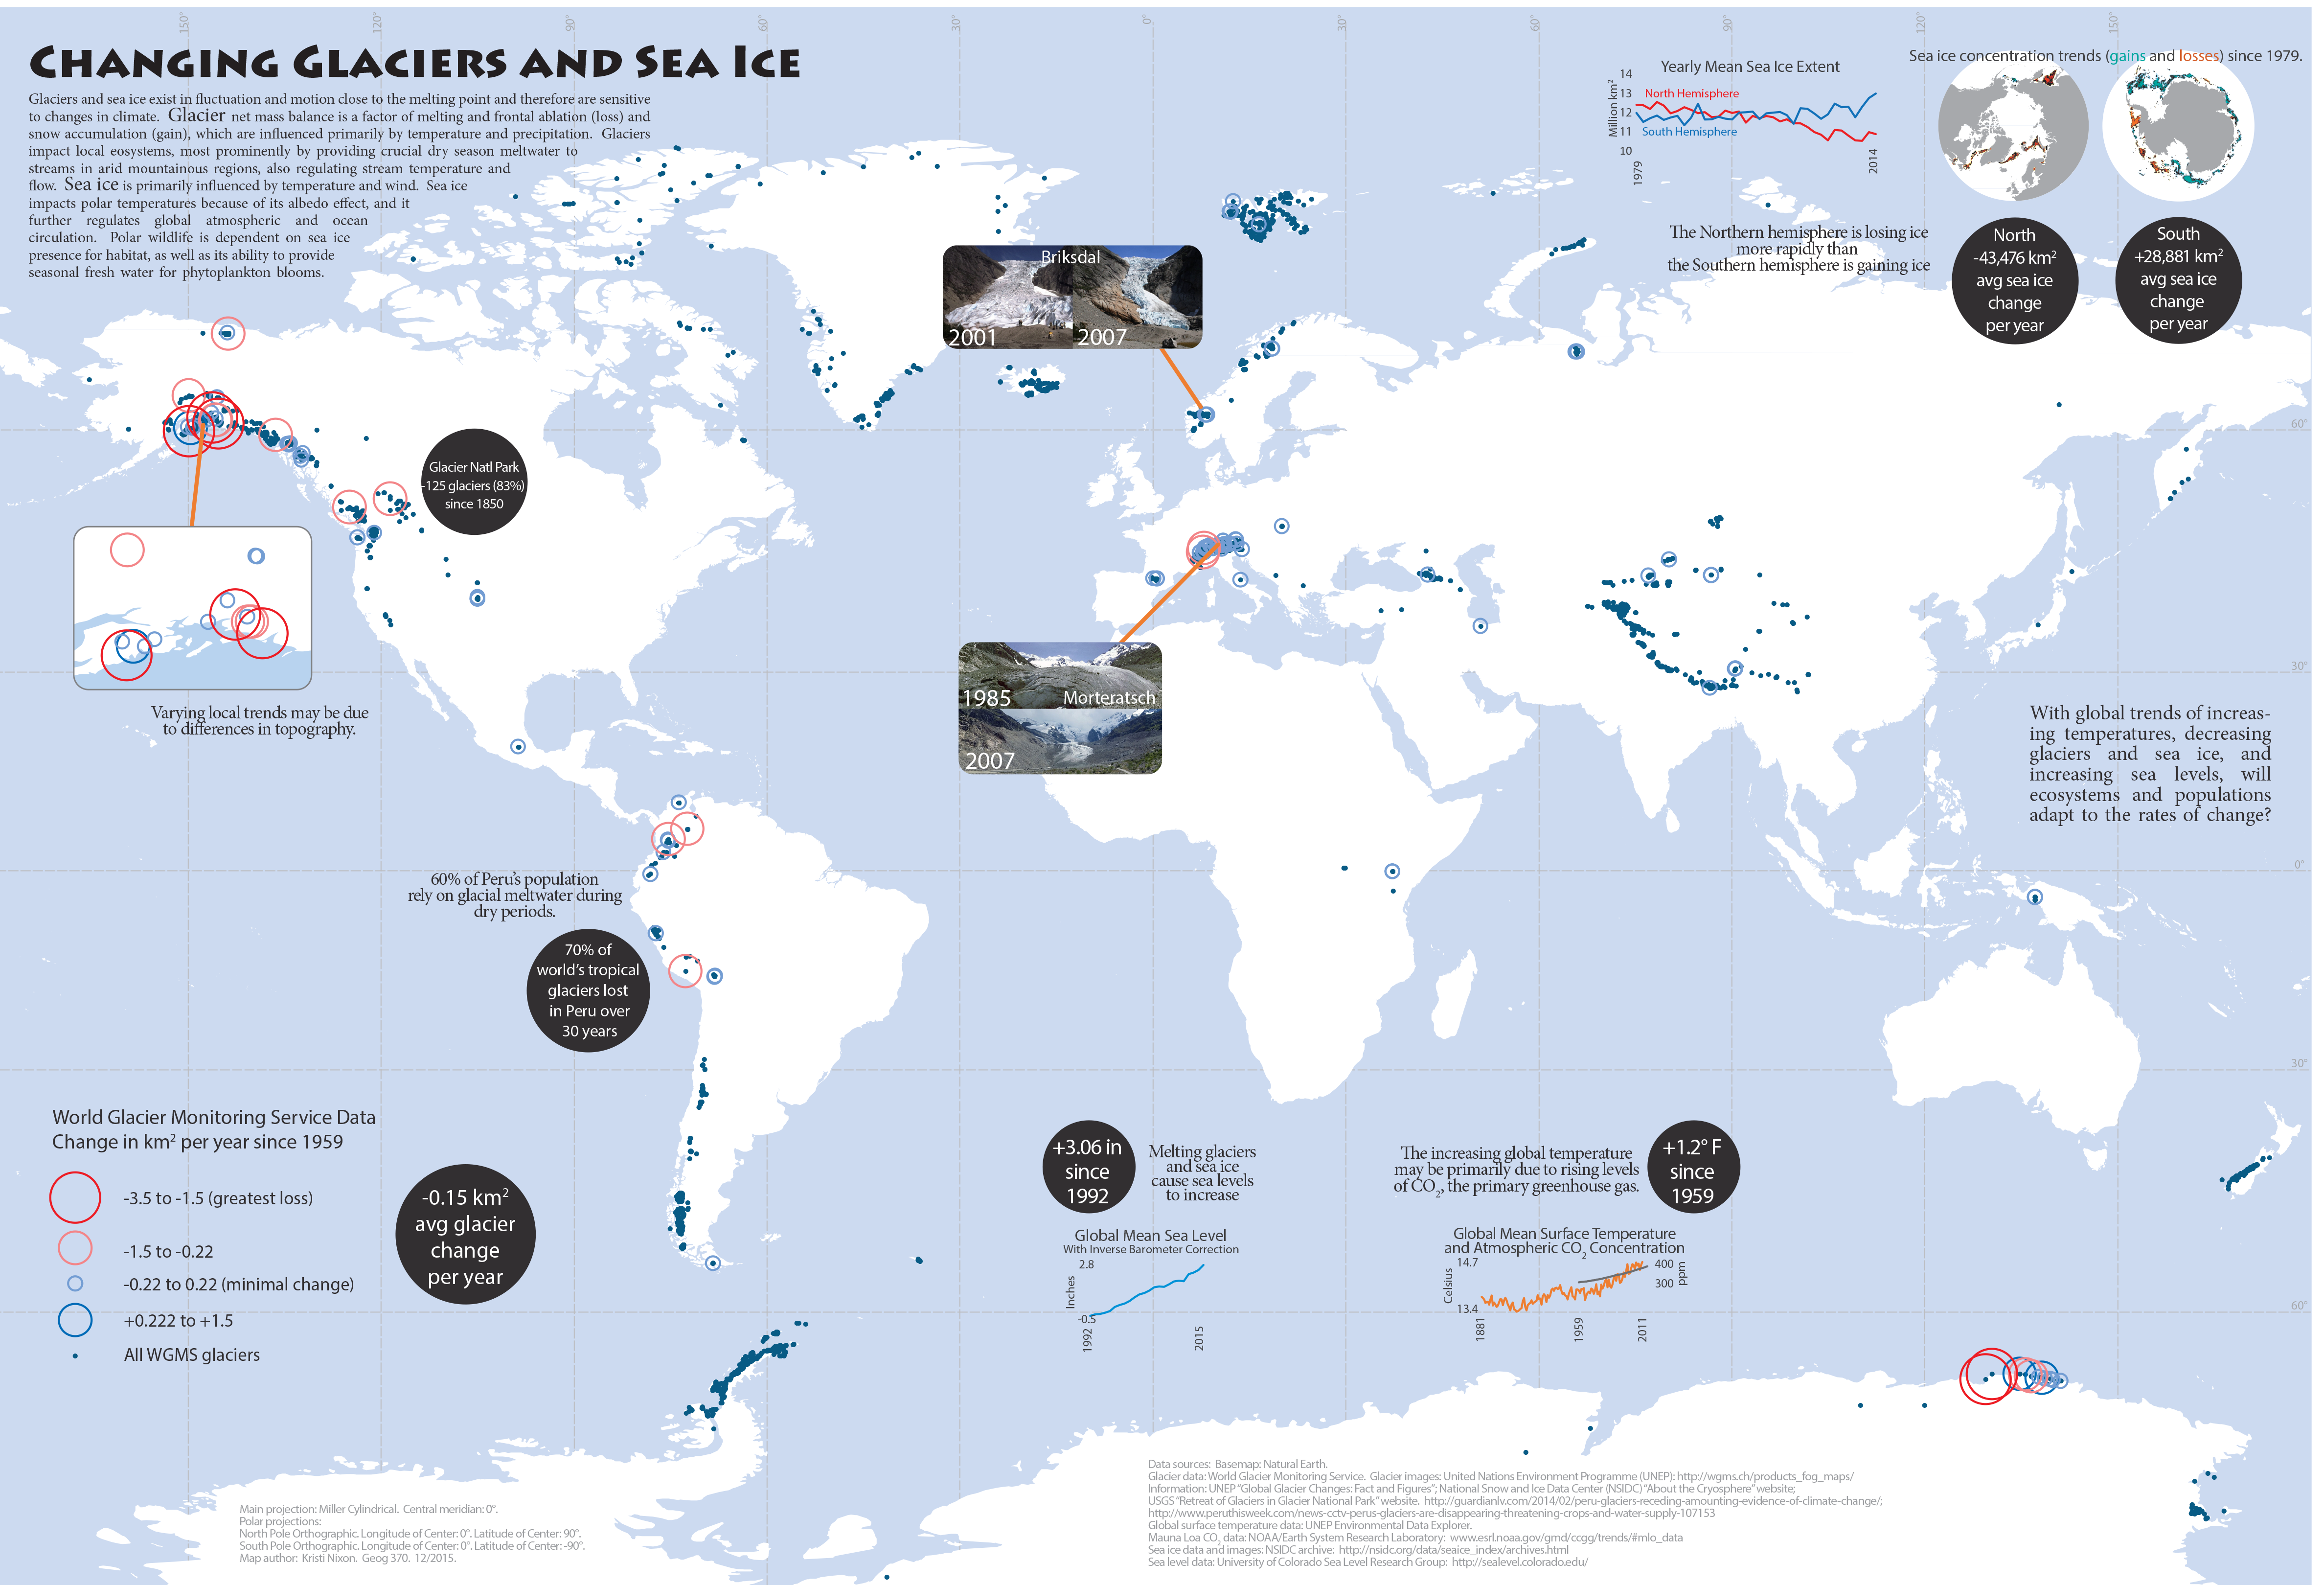 150°
120°
90°
60°
30°
0°
30°
60°
90°
120°
150°
Changing Glaciers and Sea Ice
Glaciers and sea ice exist in fluctuation and motion close to the melting point and therefore are sensitive
to changes in climate. Glacier net mass balance is a factor of melting and frontal ablation (loss) and
snow accumulation (gain), which are influenced primarily by temperature and precipitation. Glaciers
impact local eosystems, most prominently by providing crucial dry season meltwater to
streams in arid mountainous regions, also regulating stream temperature and
flow. Sea ice is primarily influenced by temperature and wind. Sea ice
impacts polar temperatures because of its albedo effect, and it
further regulates global atmospheric and ocean
circulation. Polar wildlife is dependent on sea ice
presence for habitat, as well as its ability to provide
seasonal fresh water for phytoplankton blooms.
Yearly Mean Sea Ice Extent
Million km²
14
13
12
11
10
North Hemisphere
South Hemisphere
1979
2014
Sea ice concentration trends (gains and losses) since 1979.
The Northern hemisphere is losing ice
more rapidly than
the Southern hemisphere is gaining ice
North
-43,476 km²
avg sea ice
change
per year
South
+28,881 km²
avg sea ice
change
per year
Briksdal
2001
2007
60°
Glacier Natl Park
-125 glaciers (83%)
since 1850
1985
Morteratsch
2007
30°
Varying local trends may be due
to differences in topography.
With global trends of increas-
ing temperatures, decreasing
glaciers and sea ice, and
increasing sea levels, will
ecosystems and populations
adapt to the rates of change?
0°
60% of Peru's population
rely on glacial meltwater during
dry periods.
70% of
world's tropical
glaciers lost
in Peru over
30 years
30°
World Glacier Monitoring Service Data
Change in km² per year since 1959
-3.5 to -1.5 (greatest loss)
-1.5 to -0.22
-0.22 to 0.22 (minimal change)
+0.222 to +1.5
All WGMS glaciers
-0.15 km²
avg glacier
change
per year
+3.06 in
since
1992
Melting glaciers
and sea ice
cause sea levels
to increase
Global Mean Sea Level
With Inverse Barometer Correction
Inches
2.8
-0.5
1992
2015
The increasing global temperature
may be primarily due to rising levels
of CO₂, the primary greenhouse gas.
+1.2° F
since
1959
Global Mean Surface Temperature
and Atmospheric CO₂ Concentration
Celsius
14.7
13.4
400
300
ppm
1881
1959
2011
60°
Main projection: Miller Cylindrical. Central meridian: 0°.
Polar projections:
North Pole Orthographic. Longitude of Center: 0°. Latitude of Center: 90°.
South Pole Orthographic. Longitude of Center: 0°. Latitude of Center: -90°.
Map author: Kristi Nixon. Geog 370. 12/2015.
Data sources: Basemap: Natural Earth.
Glacier data: World Glacier Monitoring Service. Glacier images: United Nations Environment Programme (UNEP): http://wgms.ch/products_fog_maps/
Information: UNEP "Global Glacier Changes: Fact and Figures"; National Snow and Ice Data Center (NSIDC) "About the Cryosphere" website;
USGS "Retreat of Glaciers in Glacier National Park" website. http://guardianlv.com/2014/02/peru-glaciers-receding-amounting-evidence-of-climate-change/;
http://www.peruthisweek.com/news-cctv-perus-glaciers-are-disappearing-threatening-crops-and-water-supply-107153
Global surface temperature data: UNEP Environmental Data Explorer.
Mauna Loa CO₂ data: NOAA/Earth System Research Laboratory: www.esrl.noaa.gov/gmd/ccgg/trends/#mlo_data
Sea ice data and images: NSIDC archive: http://nsidc.org/data/seaice_index/archives.html
Sea level data: University of Colorado Sea Level Research Group: http://sealevel.colorado.edu/